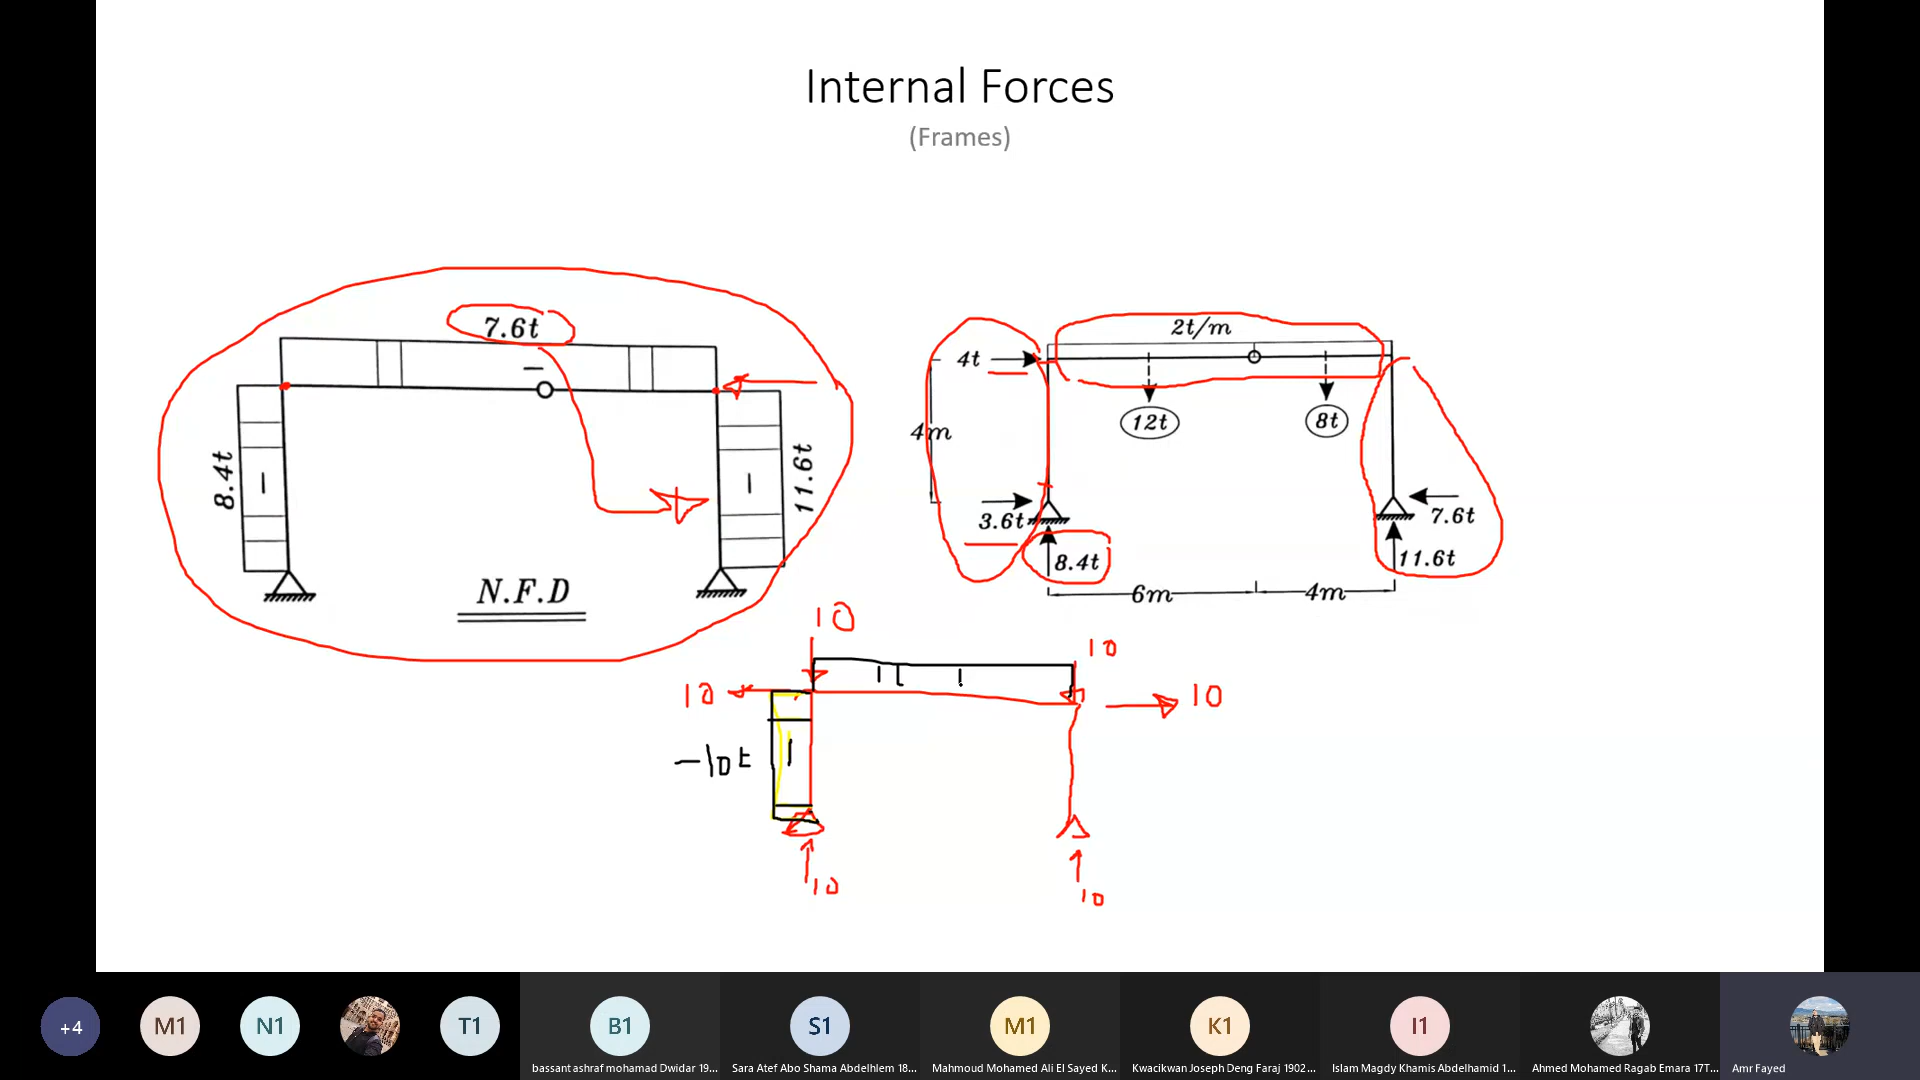 Internal Forces
(Frames)
7.6t
8.4t
11.6t
N.F.D
2t/m
4t
4m
12t
8t
3.6t
7.6t
8.4t
11.6t
6m
4m
10
10
10
10
-10t
10
10
+4
M1
N1
T1
B1
S1
M1
K1
I1
bassant ashraf mohamad Dwidar 19...
Sara Atef Abo Shama Abdelhlem 18...
Mahmoud Mohamed Ali El Sayed K...
Kwacikwan Joseph Deng Faraj 1902...
Islam Magdy Khamis Abdelhamid 1...
Ahmed Mohamed Ragab Emara 17T...
Amr Fayed